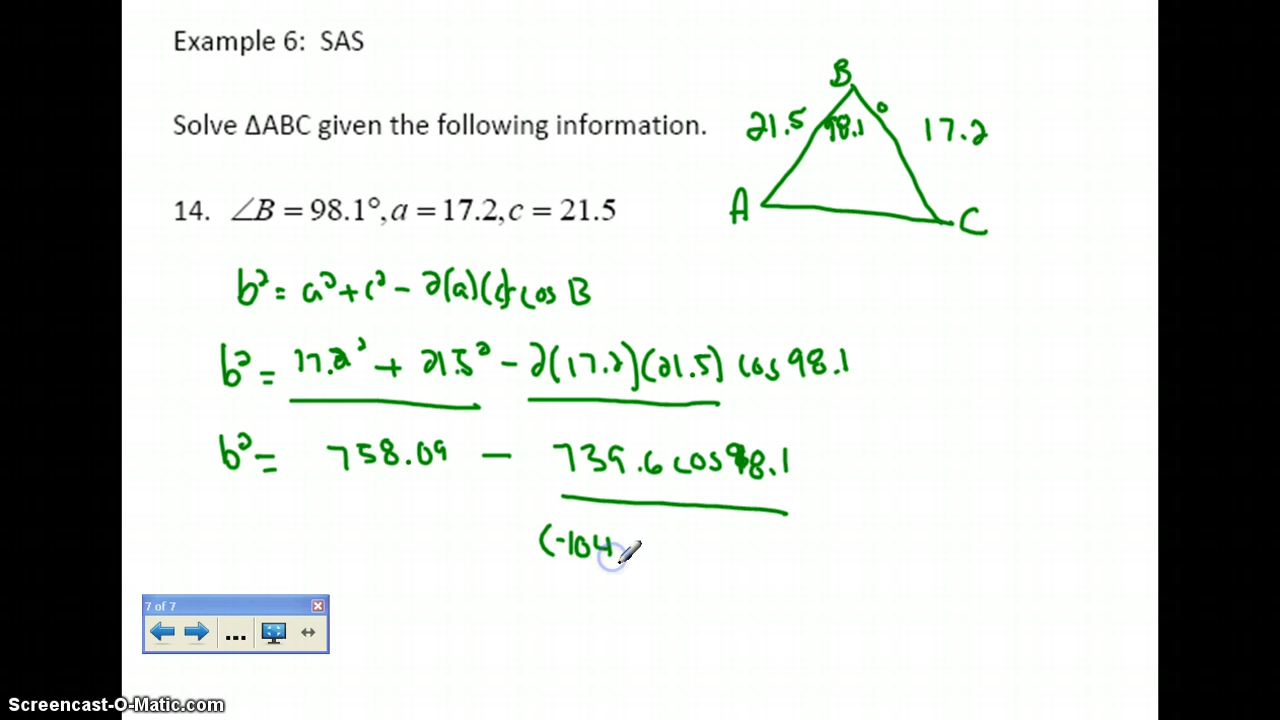 Example 6: SAS
Solve ΔABC given the following information.
14. ∠B = 98.1°, a = 17.2, c = 21.5
B
21.5 98.1° 17.2
A C
b² = a² + c² - 2(a)(c) cos B
b² = 17.2² + 21.5² - 2(17.2)(21.5) cos 98.1
b² = 758.09 - 739.6 cos 98.1
(-104
7 of 7
Screencast-O-Matic.com